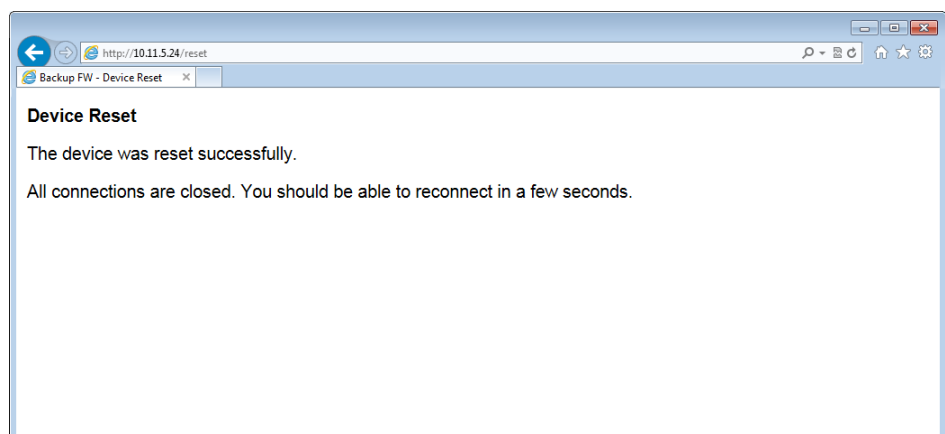 http://10.11.5.24/reset
Backup FW - Device Reset
Device Reset
The device was reset successfully.
All connections are closed. You should be able to reconnect in a few seconds.